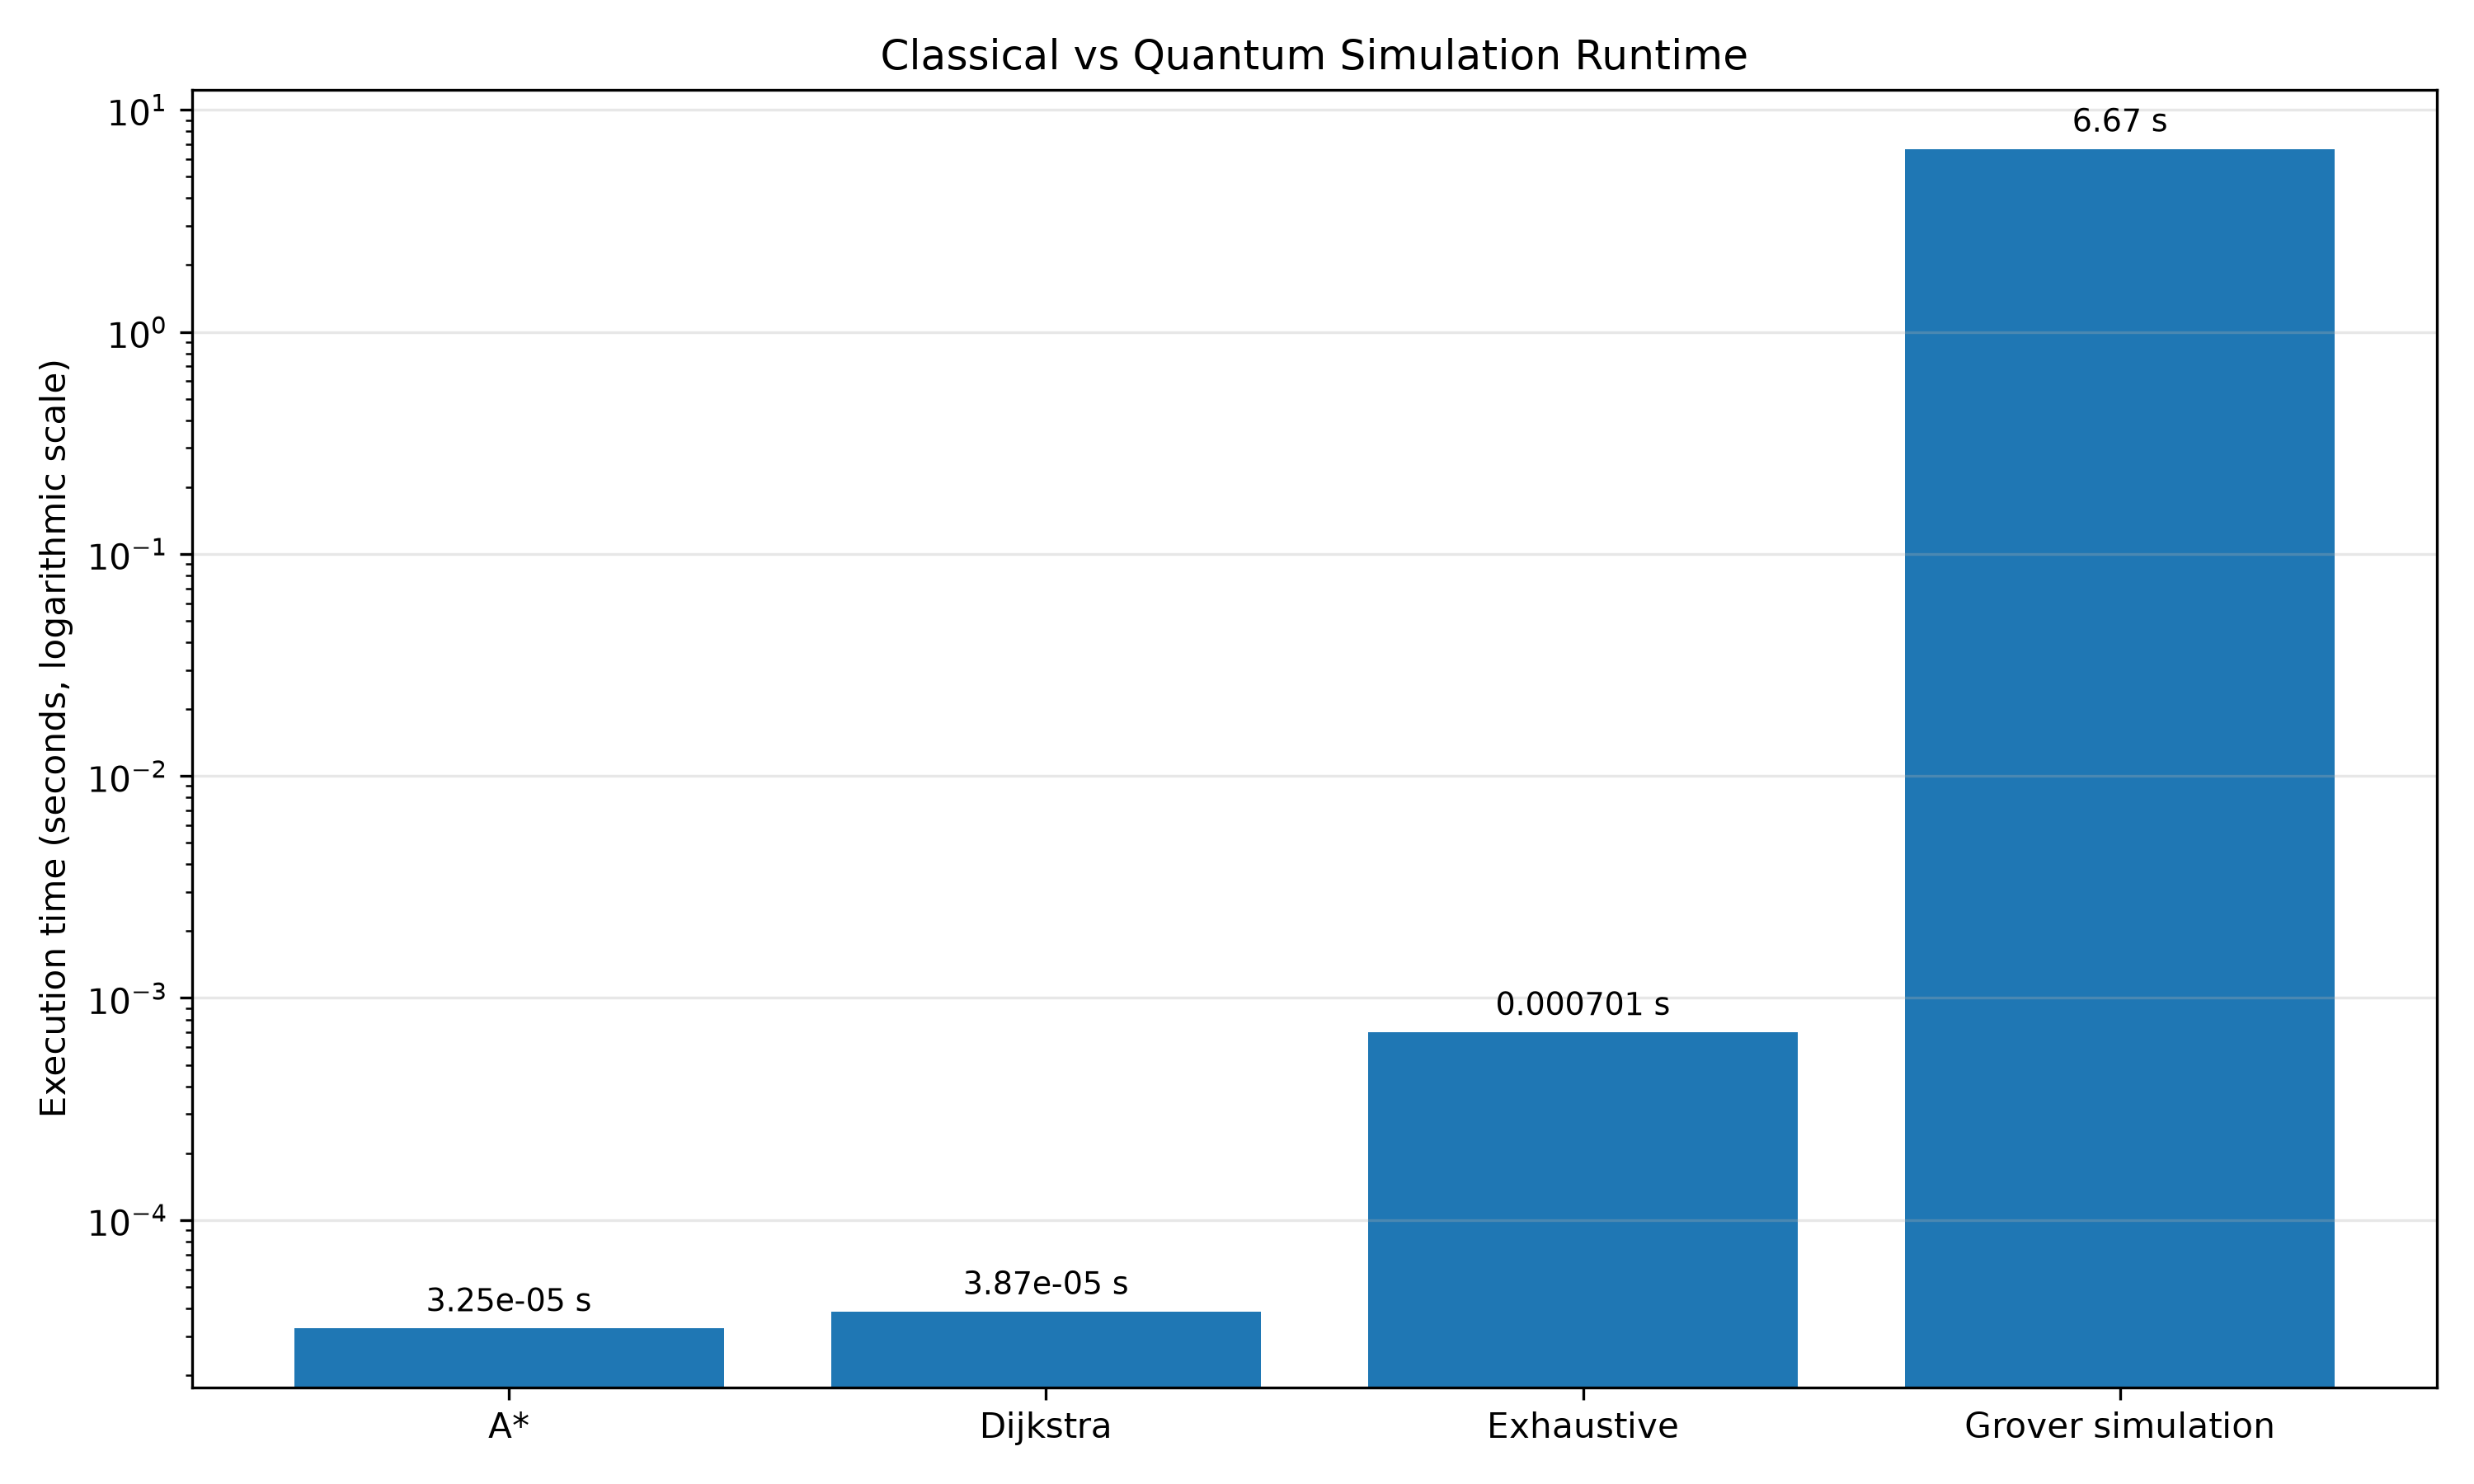 Classical vs Quantum Simulation Runtime
Execution time (seconds, logarithmic scale)
10¹
10⁰
10⁻¹
10⁻²
10⁻³
10⁻⁴
3.25e-05 s
3.87e-05 s
0.000701 s
6.67 s
A*
Dijkstra
Exhaustive
Grover simulation